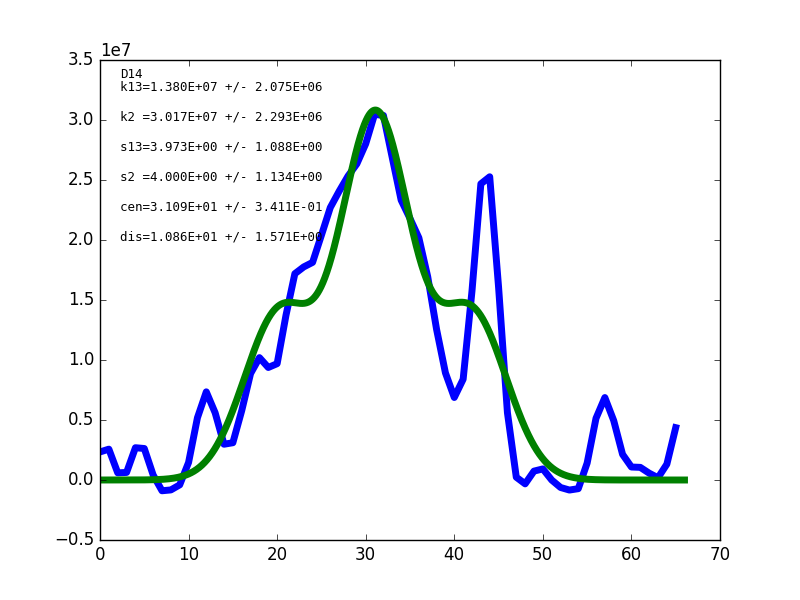 1e7
3.5
D14
k13=1.380E+07 +/- 2.075E+06
3.0
k2 =3.017E+07 +/- 2.293E+06
s13=3.973E+00 +/- 1.088E+00
2.5
s2 =4.000E+00 +/- 1.134E+00
cen=3.109E+01 +/- 3.411E-01
2.0
dis=1.086E+01 +/- 1.571E+00
1.5
1.0
0.5
0.0
−0.5
0 10 20 30 40 50 60 70